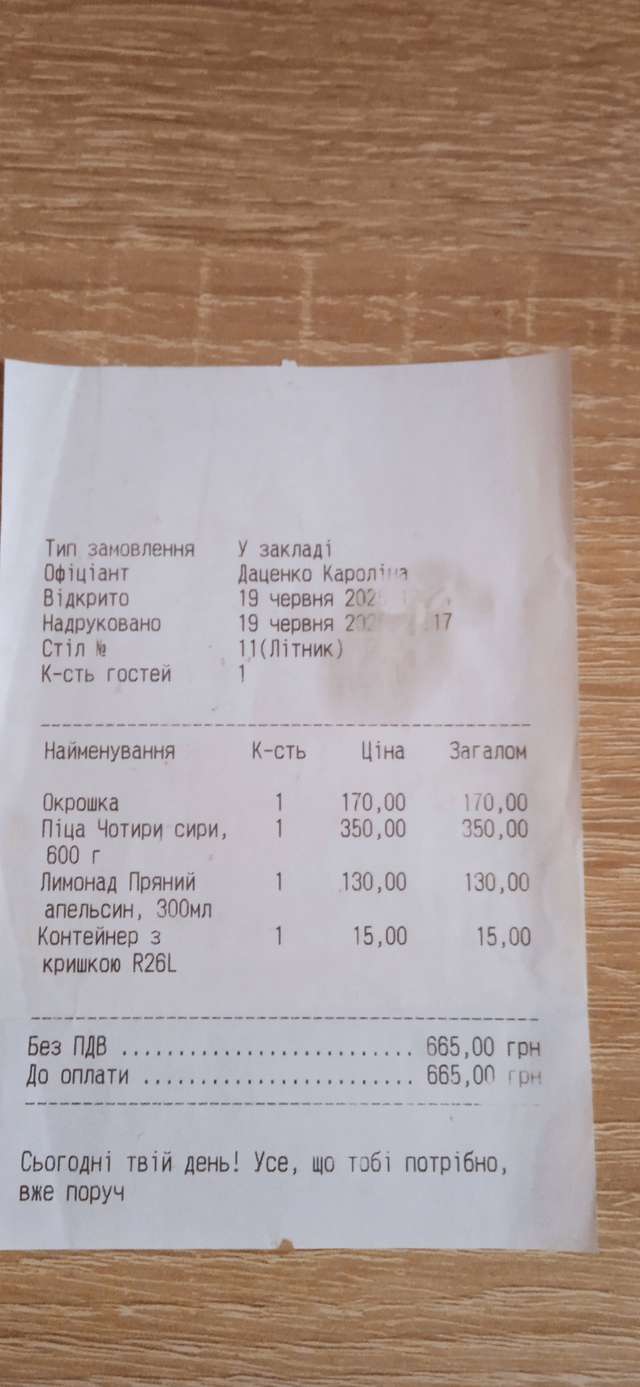 Тип замовлення У закладі
Офіціант Даценко Кароліна
Відкрито 19 червня
Надруковано 19 червня 17
Стіл № 11(Літник)
К-сть гостей 1
Найменування К-сть Ціна Загалом
Окрошка 1 170,00 170,00
Піца Чотири сири, 1 350,00 350,00
600 г
Лимонад Пряний 1 130,00 130,00
апельсин, 300мл
Контейнер з 1 15,00 15,00
кришкою R26L
Без ПДВ .......................... 665,00 грн
До оплати ........................ 665,00 грн
Сьогодні твій день! Усе, що тобі потрібно,
вже поруч